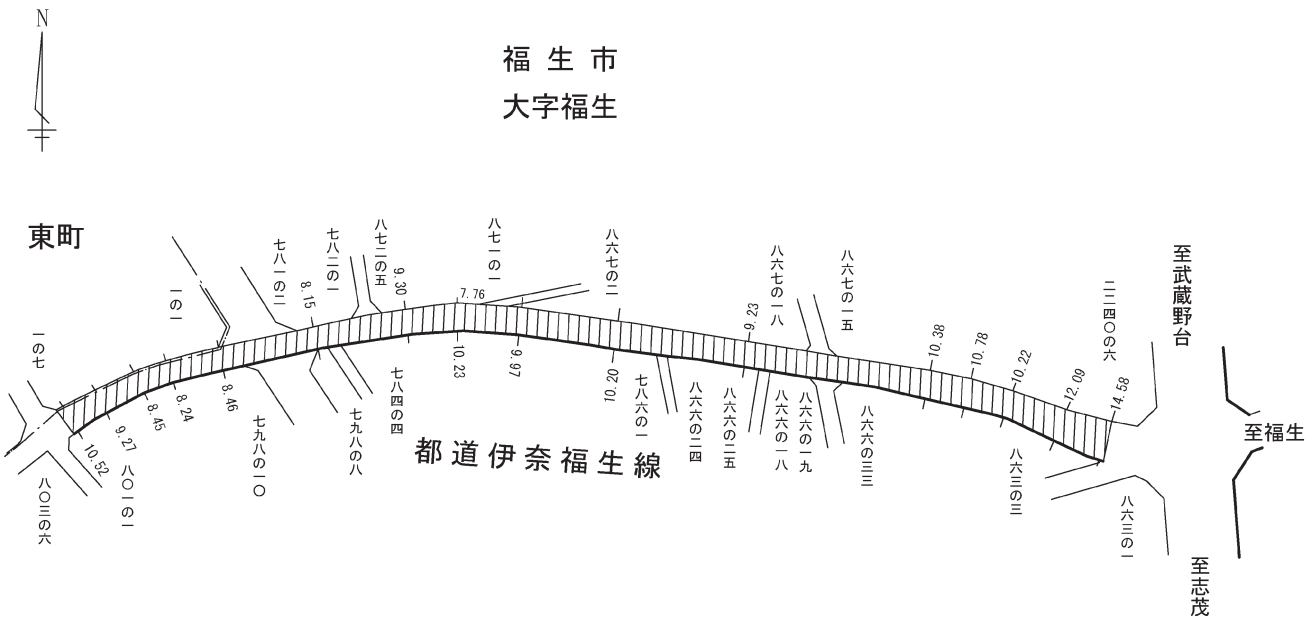 N
福生市
大字福生
東町
一の七
一の一
七八一の二
8.15
七八二の一
八七二の五
9.30
7.76
八七一の一
八六七の二
9.23
八六七の一八
八六七の一五
10.38
10.78
10.22
12.09
14.58
二二四〇の六
至武蔵野台
至福生
至志茂
八〇三の六
10.52
9.27
八〇一の一
8.45
8.24
8.46
七九八の一〇
七九八の八
七八四の四
10.23
9.97
10.20
七八六の一
八六六の二四
八六六の二五
八六六の一八
八六六の一九
八六六の三三
八六三の三
八六三の一
都道伊奈福生線